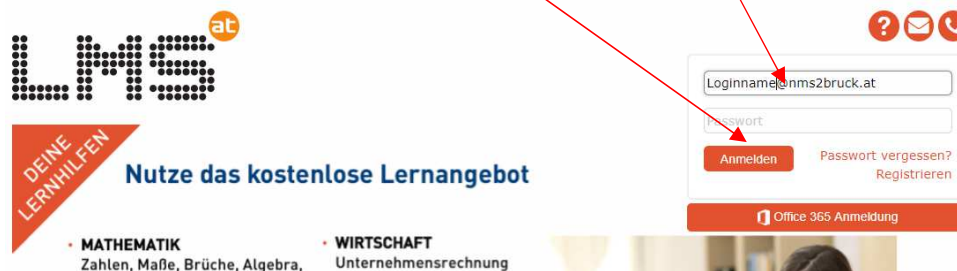 LMS at
?
Loginname@nms2bruck.at
Passwort
Anmelden
Passwort vergessen?
Registrieren
Office 365 Anmeldung
DEINE
LERNHILFEN
Nutze das kostenlose Lernangebot
• MATHEMATIK
Zahlen, Maße, Brüche, Algebra,
• WIRTSCHAFT
Unternehmensrechnung